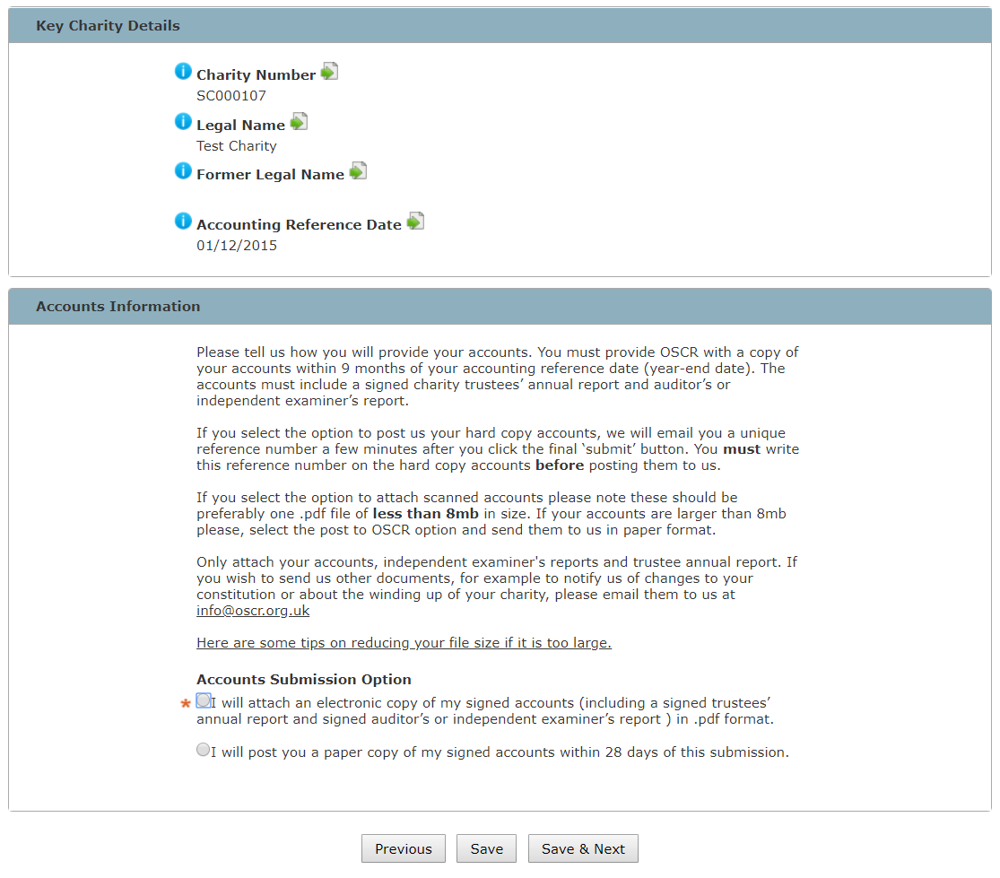 Key Charity Details
Charity Number
SC000107
Legal Name
Test Charity
Former Legal Name
Accounting Reference Date
01/12/2015
Accounts Information
Please tell us how you will provide your accounts. You must provide OSCR with a copy of
your accounts within 9 months of your accounting reference date (year-end date). The
accounts must include a signed charity trustees’ annual report and auditor’s or
independent examiner’s report.
If you select the option to post us your hard copy accounts, we will email you a unique
reference number a few minutes after you click the final ‘submit’ button. You must write
this reference number on the hard copy accounts before posting them to us.
If you select the option to attach scanned accounts please note these should be
preferably one .pdf file of less than 8mb in size. If your accounts are larger than 8mb
please, select the post to OSCR option and send them to us in paper format.
Only attach your accounts, independent examiner's reports and trustee annual report. If
you wish to send us other documents, for example to notify us of changes to your
constitution or about the winding up of your charity, please email them to us at
info@oscr.org.uk
Here are some tips on reducing your file size if it is too large.
Accounts Submission Option
* I will attach an electronic copy of my signed accounts (including a signed trustees’
annual report and signed auditor’s or independent examiner’s report ) in .pdf format.
I will post you a paper copy of my signed accounts within 28 days of this submission.
Previous Save Save & Next